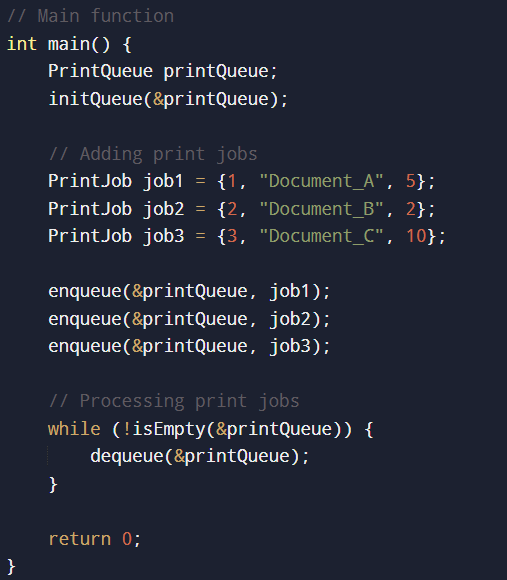 // Main function
int main() {
    PrintQueue printQueue;
    initQueue(&printQueue);

    // Adding print jobs
    PrintJob job1 = {1, "Document_A", 5};
    PrintJob job2 = {2, "Document_B", 2};
    PrintJob job3 = {3, "Document_C", 10};

    enqueue(&printQueue, job1);
    enqueue(&printQueue, job2);
    enqueue(&printQueue, job3);

    // Processing print jobs
    while (!isEmpty(&printQueue)) {
        dequeue(&printQueue);
    }

    return 0;
}